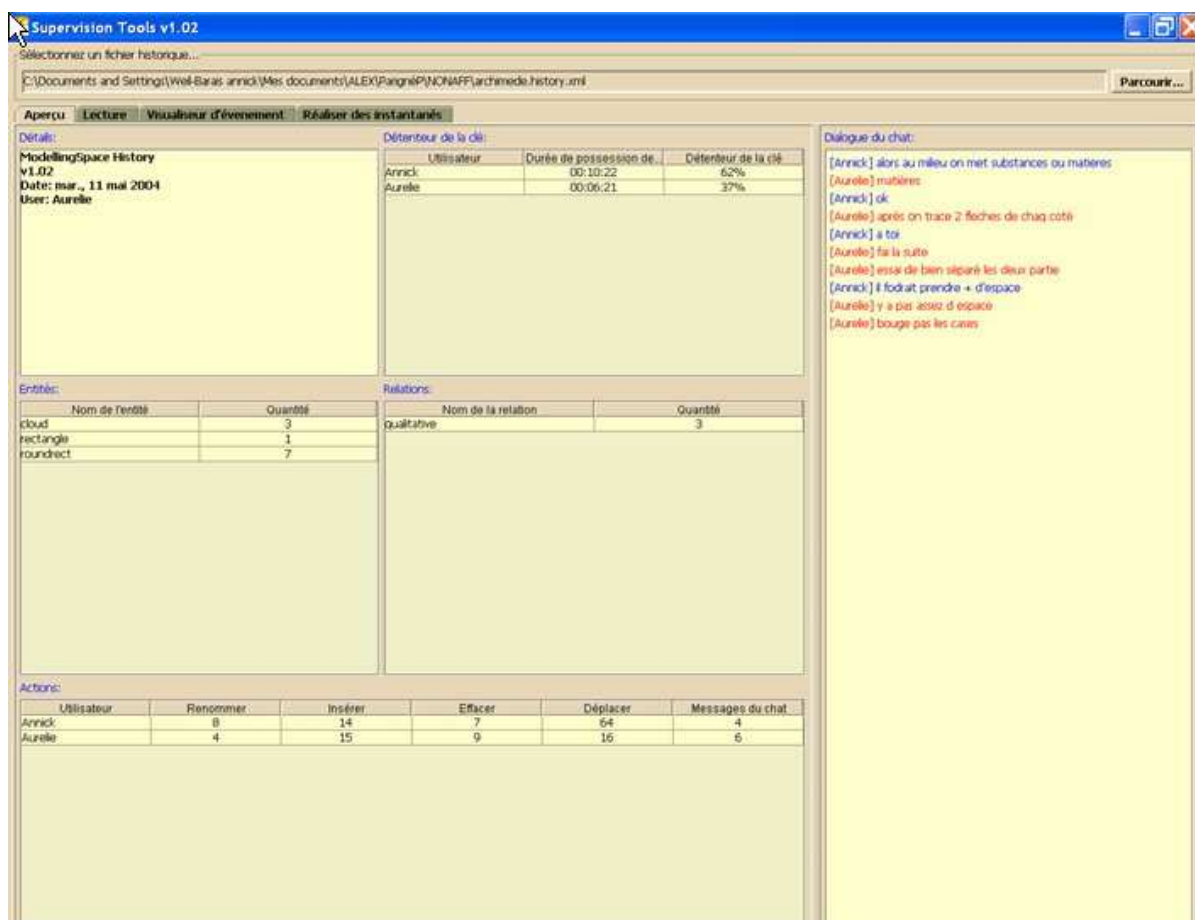 Supervision Tools v1.02
Sélectionnez un fichier historique...
C:\Documents and Settings\Weil-Barais annick\Mes documents\ALEX\ParignéP\NONAFF\archimede.history.xml
Parcourir...
Aperçu Lecture Visualiseur d'évenement Réaliser des instantanés
Détails:
ModellingSpace History
v1.02
Date: mar., 11 mai 2004
User: Aurelie
Détenteur de la clé:
Utilisateur Durée de possession de... Détenteur de la clé
Annick 00:10:22 62%
Aurelie 00:06:21 37%
Dialogue du chat:
[Annick] alors au milieu on met substances ou matieres
[Aurelie] matières
[Annick] ok
[Aurelie] après on trace 2 fleches de chaq coté
[Annick] a toi
[Aurelie] fai la suite
[Aurelie] essai de bien séparé les deux partie
[Annick] il fodrait prendre + d'espace
[Aurelie] y a pas assez d espace
[Aurelie] bouge pas les cases
Entités:
Nom de l'entité Quantité
cloud 3
rectangle 1
roundrect 7
Relations:
Nom de la relation Quantité
qualitative 3
Actions:
Utilisateur Renommer Insérer Effacer Déplacer Messages du chat
Annick 8 14 7 64 4
Aurelie 4 15 9 16 6